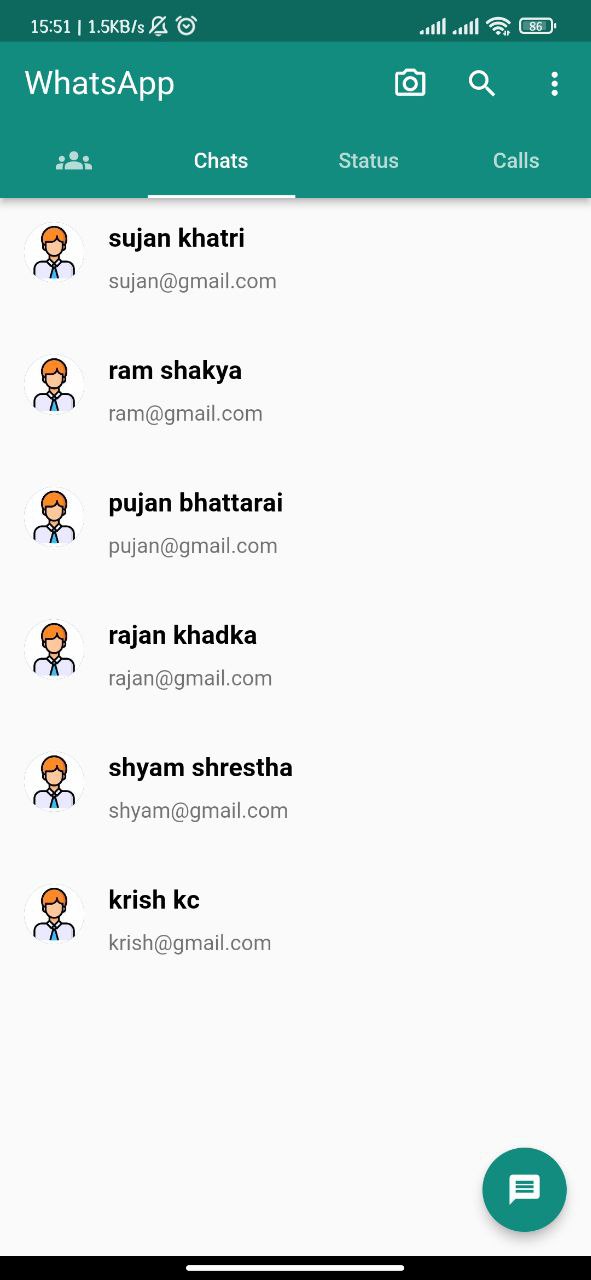 15:51 | 1.5KB/s 86
WhatsApp
Chats Status Calls
sujan khatri
sujan@gmail.com
ram shakya
ram@gmail.com
pujan bhattarai
pujan@gmail.com
rajan khadka
rajan@gmail.com
shyam shrestha
shyam@gmail.com
krish kc
krish@gmail.com